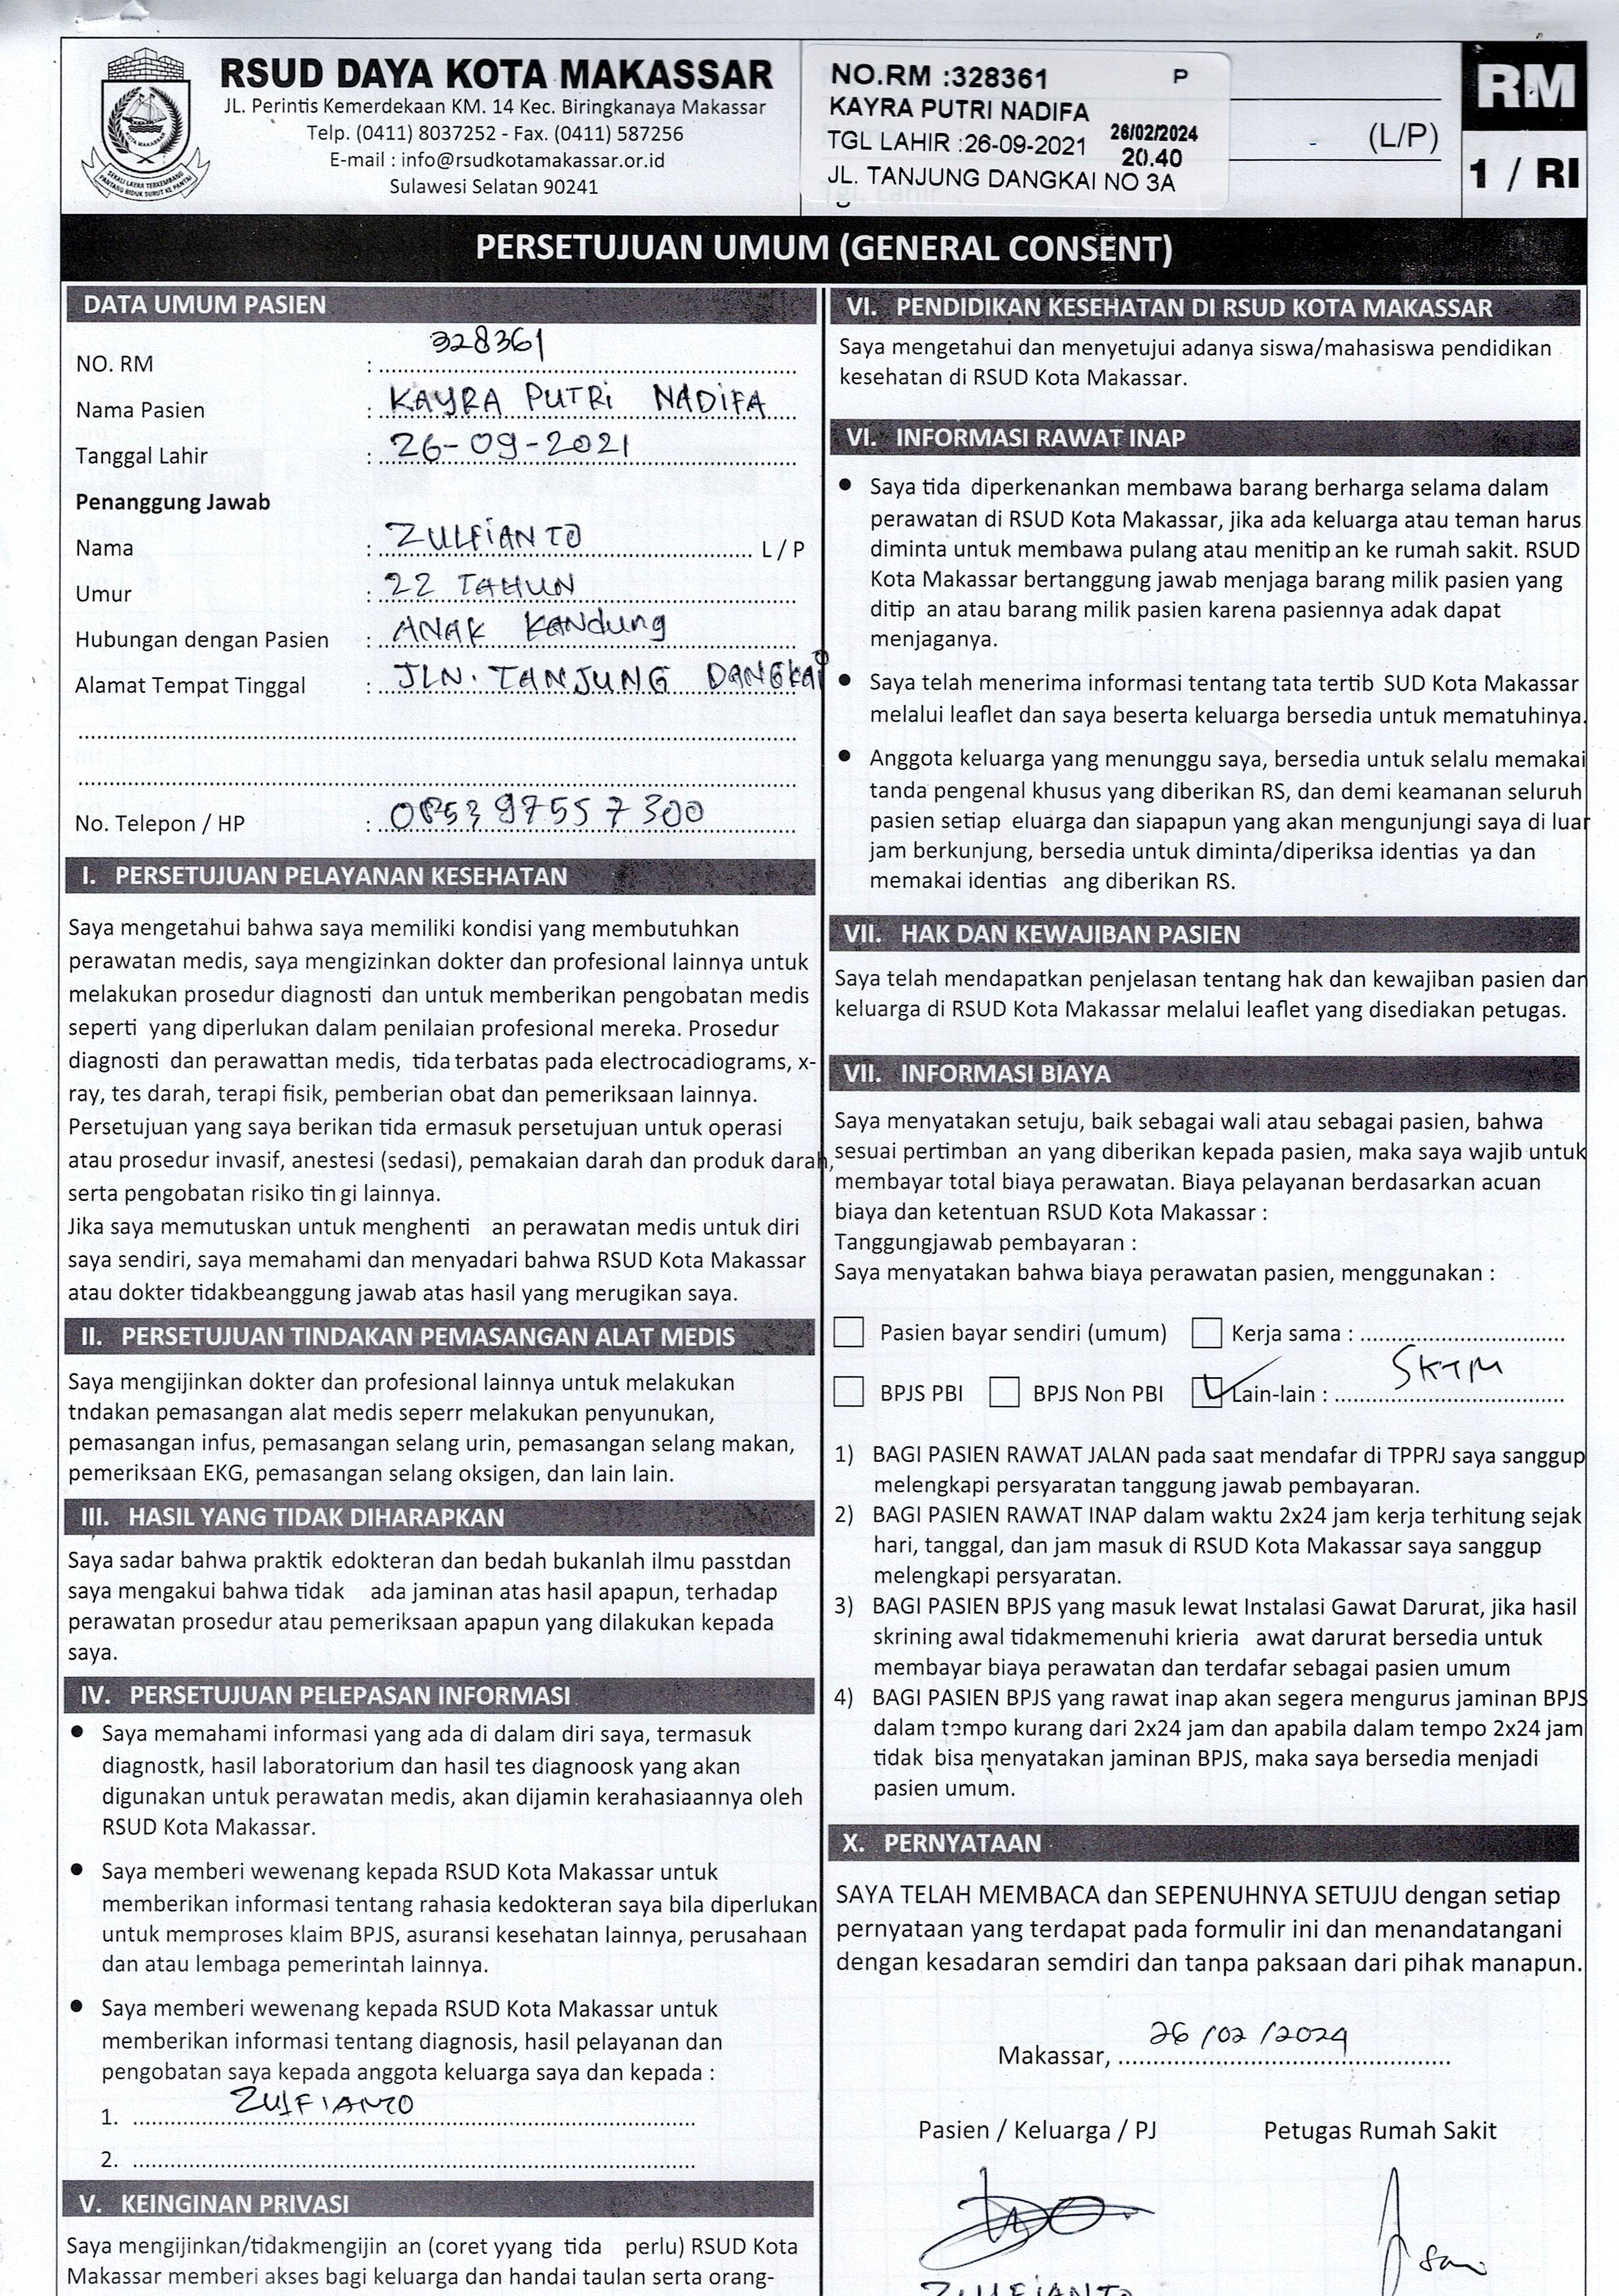 RSUD DAYA KOTA MAKASSAR
JL. Perintis Kemerdekaan KM. 14 Kec. Biringkanaya Makassar
Telp. (0411) 8037252 - Fax. (0411) 587256
E-mail : info@rsudkotamakassar.or.id
Sulawesi Selatan 90241
NO.RM :328361 P
KAYRA PUTRI NADIFA
TGL LAHIR :26-09-2021 26/02/2024
20.40
JL. TANJUNG DANGKAI NO 3A
(L/P)
RM
1 / RI
PERSETUJUAN UMUM (GENERAL CONSENT)
DATA UMUM PASIEN
NO. RM : 328361
Nama Pasien : KAYRA PUTRI NADIFA
Tanggal Lahir : 26-09-2021
Penanggung Jawab
Nama : ZULFIANTO L / P
Umur : 22 TAHUN
Hubungan dengan Pasien : ANAK KANdung
Alamat Tempat Tinggal : JLN. TANJUNG DANGKAI
No. Telepon / HP : 085397557300
I. PERSETUJUAN PELAYANAN KESEHATAN
Saya mengetahui bahwa saya memiliki kondisi yang membutuhkan
perawatan medis, saya mengizinkan dokter dan profesional lainnya untuk
melakukan prosedur diagnosti dan untuk memberikan pengobatan medis
seperti yang diperlukan dalam penilaian profesional mereka. Prosedur
diagnosti dan perawattan medis, tida terbatas pada electrocadiograms, x-
ray, tes darah, terapi fisik, pemberian obat dan pemeriksaan lainnya.
Persetujuan yang saya berikan tida ermasuk persetujuan untuk operasi
atau prosedur invasif, anestesi (sedasi), pemakaian darah dan produk darah,
serta pengobatan risiko tin gi lainnya.
Jika saya memutuskan untuk menghenti an perawatan medis untuk diri
saya sendiri, saya memahami dan menyadari bahwa RSUD Kota Makassar
atau dokter tidakbeanggung jawab atas hasil yang merugikan saya.
II. PERSETUJUAN TINDAKAN PEMASANGAN ALAT MEDIS
Saya mengijinkan dokter dan profesional lainnya untuk melakukan
tndakan pemasangan alat medis seperr melakukan penyunukan,
pemasangan infus, pemasangan selang urin, pemasangan selang makan,
pemeriksaan EKG, pemasangan selang oksigen, dan lain lain.
III. HASIL YANG TIDAK DIHARAPKAN
Saya sadar bahwa praktik edokteran dan bedah bukanlah ilmu passtdan
saya mengakui bahwa tidak ada jaminan atas hasil apapun, terhadap
perawatan prosedur atau pemeriksaan apapun yang dilakukan kepada
saya.
IV. PERSETUJUAN PELEPASAN INFORMASI
● Saya memahami informasi yang ada di dalam diri saya, termasuk
diagnostk, hasil laboratorium dan hasil tes diagnoosk yang akan
digunakan untuk perawatan medis, akan dijamin kerahasiaannya oleh
RSUD Kota Makassar.
● Saya memberi wewenang kepada RSUD Kota Makassar untuk
memberikan informasi tentang rahasia kedokteran saya bila diperlukan
untuk memproses klaim BPJS, asuransi kesehatan lainnya, perusahaan
dan atau lembaga pemerintah lainnya.
● Saya memberi wewenang kepada RSUD Kota Makassar untuk
memberikan informasi tentang diagnosis, hasil pelayanan dan
pengobatan saya kepada anggota keluarga saya dan kepada :
1. ZULFIANTO
2.
V. KEINGINAN PRIVASI
Saya mengijinkan/tidakmengijin an (coret yyang tida perlu) RSUD Kota
Makassar memberi akses bagi keluarga dan handai taulan serta orang-
VI. PENDIDIKAN KESEHATAN DI RSUD KOTA MAKASSAR
Saya mengetahui dan menyetujui adanya siswa/mahasiswa pendidikan
kesehatan di RSUD Kota Makassar.
VI. INFORMASI RAWAT INAP
● Saya tida diperkenankan membawa barang berharga selama dalam
perawatan di RSUD Kota Makassar, jika ada keluarga atau teman harus
diminta untuk membawa pulang atau menitip an ke rumah sakit. RSUD
Kota Makassar bertanggung jawab menjaga barang milik pasien yang
ditip an atau barang milik pasien karena pasiennya adak dapat
menjaganya.
● Saya telah menerima informasi tentang tata tertib SUD Kota Makassar
melalui leaflet dan saya beserta keluarga bersedia untuk mematuhinya.
● Anggota keluarga yang menunggu saya, bersedia untuk selalu memakai
tanda pengenal khusus yang diberikan RS, dan demi keamanan seluruh
pasien setiap eluarga dan siapapun yang akan mengunjungi saya di luar
jam berkunjung, bersedia untuk diminta/diperiksa identias ya dan
memakai identias ang diberikan RS.
VII. HAK DAN KEWAJIBAN PASIEN
Saya telah mendapatkan penjelasan tentang hak dan kewajiban pasien dan
keluarga di RSUD Kota Makassar melalui leaflet yang disediakan petugas.
VII. INFORMASI BIAYA
Saya menyatakan setuju, baik sebagai wali atau sebagai pasien, bahwa
sesuai pertimban an yang diberikan kepada pasien, maka saya wajib untuk
membayar total biaya perawatan. Biaya pelayanan berdasarkan acuan
biaya dan ketentuan RSUD Kota Makassar :
Tanggungjawab pembayaran :
Saya menyatakan bahwa biaya perawatan pasien, menggunakan :
Pasien bayar sendiri (umum) Kerja sama :
BPJS PBI BPJS Non PBI Lain-lain : SKTM
1) BAGI PASIEN RAWAT JALAN pada saat mendafar di TPPRJ saya sanggup
melengkapi persyaratan tanggung jawab pembayaran.
2) BAGI PASIEN RAWAT INAP dalam waktu 2x24 jam kerja terhitung sejak
hari, tanggal, dan jam masuk di RSUD Kota Makassar saya sanggup
melengkapi persyaratan.
3) BAGI PASIEN BPJS yang masuk lewat Instalasi Gawat Darurat, jika hasil
skrining awal tidakmemenuhi krieria awat darurat bersedia untuk
membayar biaya perawatan dan terdafar sebagai pasien umum
4) BAGI PASIEN BPJS yang rawat inap akan segera mengurus jaminan BPJS
dalam tempo kurang dari 2x24 jam dan apabila dalam tempo 2x24 jam
tidak bisa menyatakan jaminan BPJS, maka saya bersedia menjadi
pasien umum.
X. PERNYATAAN
SAYA TELAH MEMBACA dan SEPENUHNYA SETUJU dengan setiap
pernyataan yang terdapat pada formulir ini dan menandatangani
dengan kesadaran semdiri dan tanpa paksaan dari pihak manapun.
Makassar, 26/02/2024
Pasien / Keluarga / PJ Petugas Rumah Sakit
ZULFIANTO